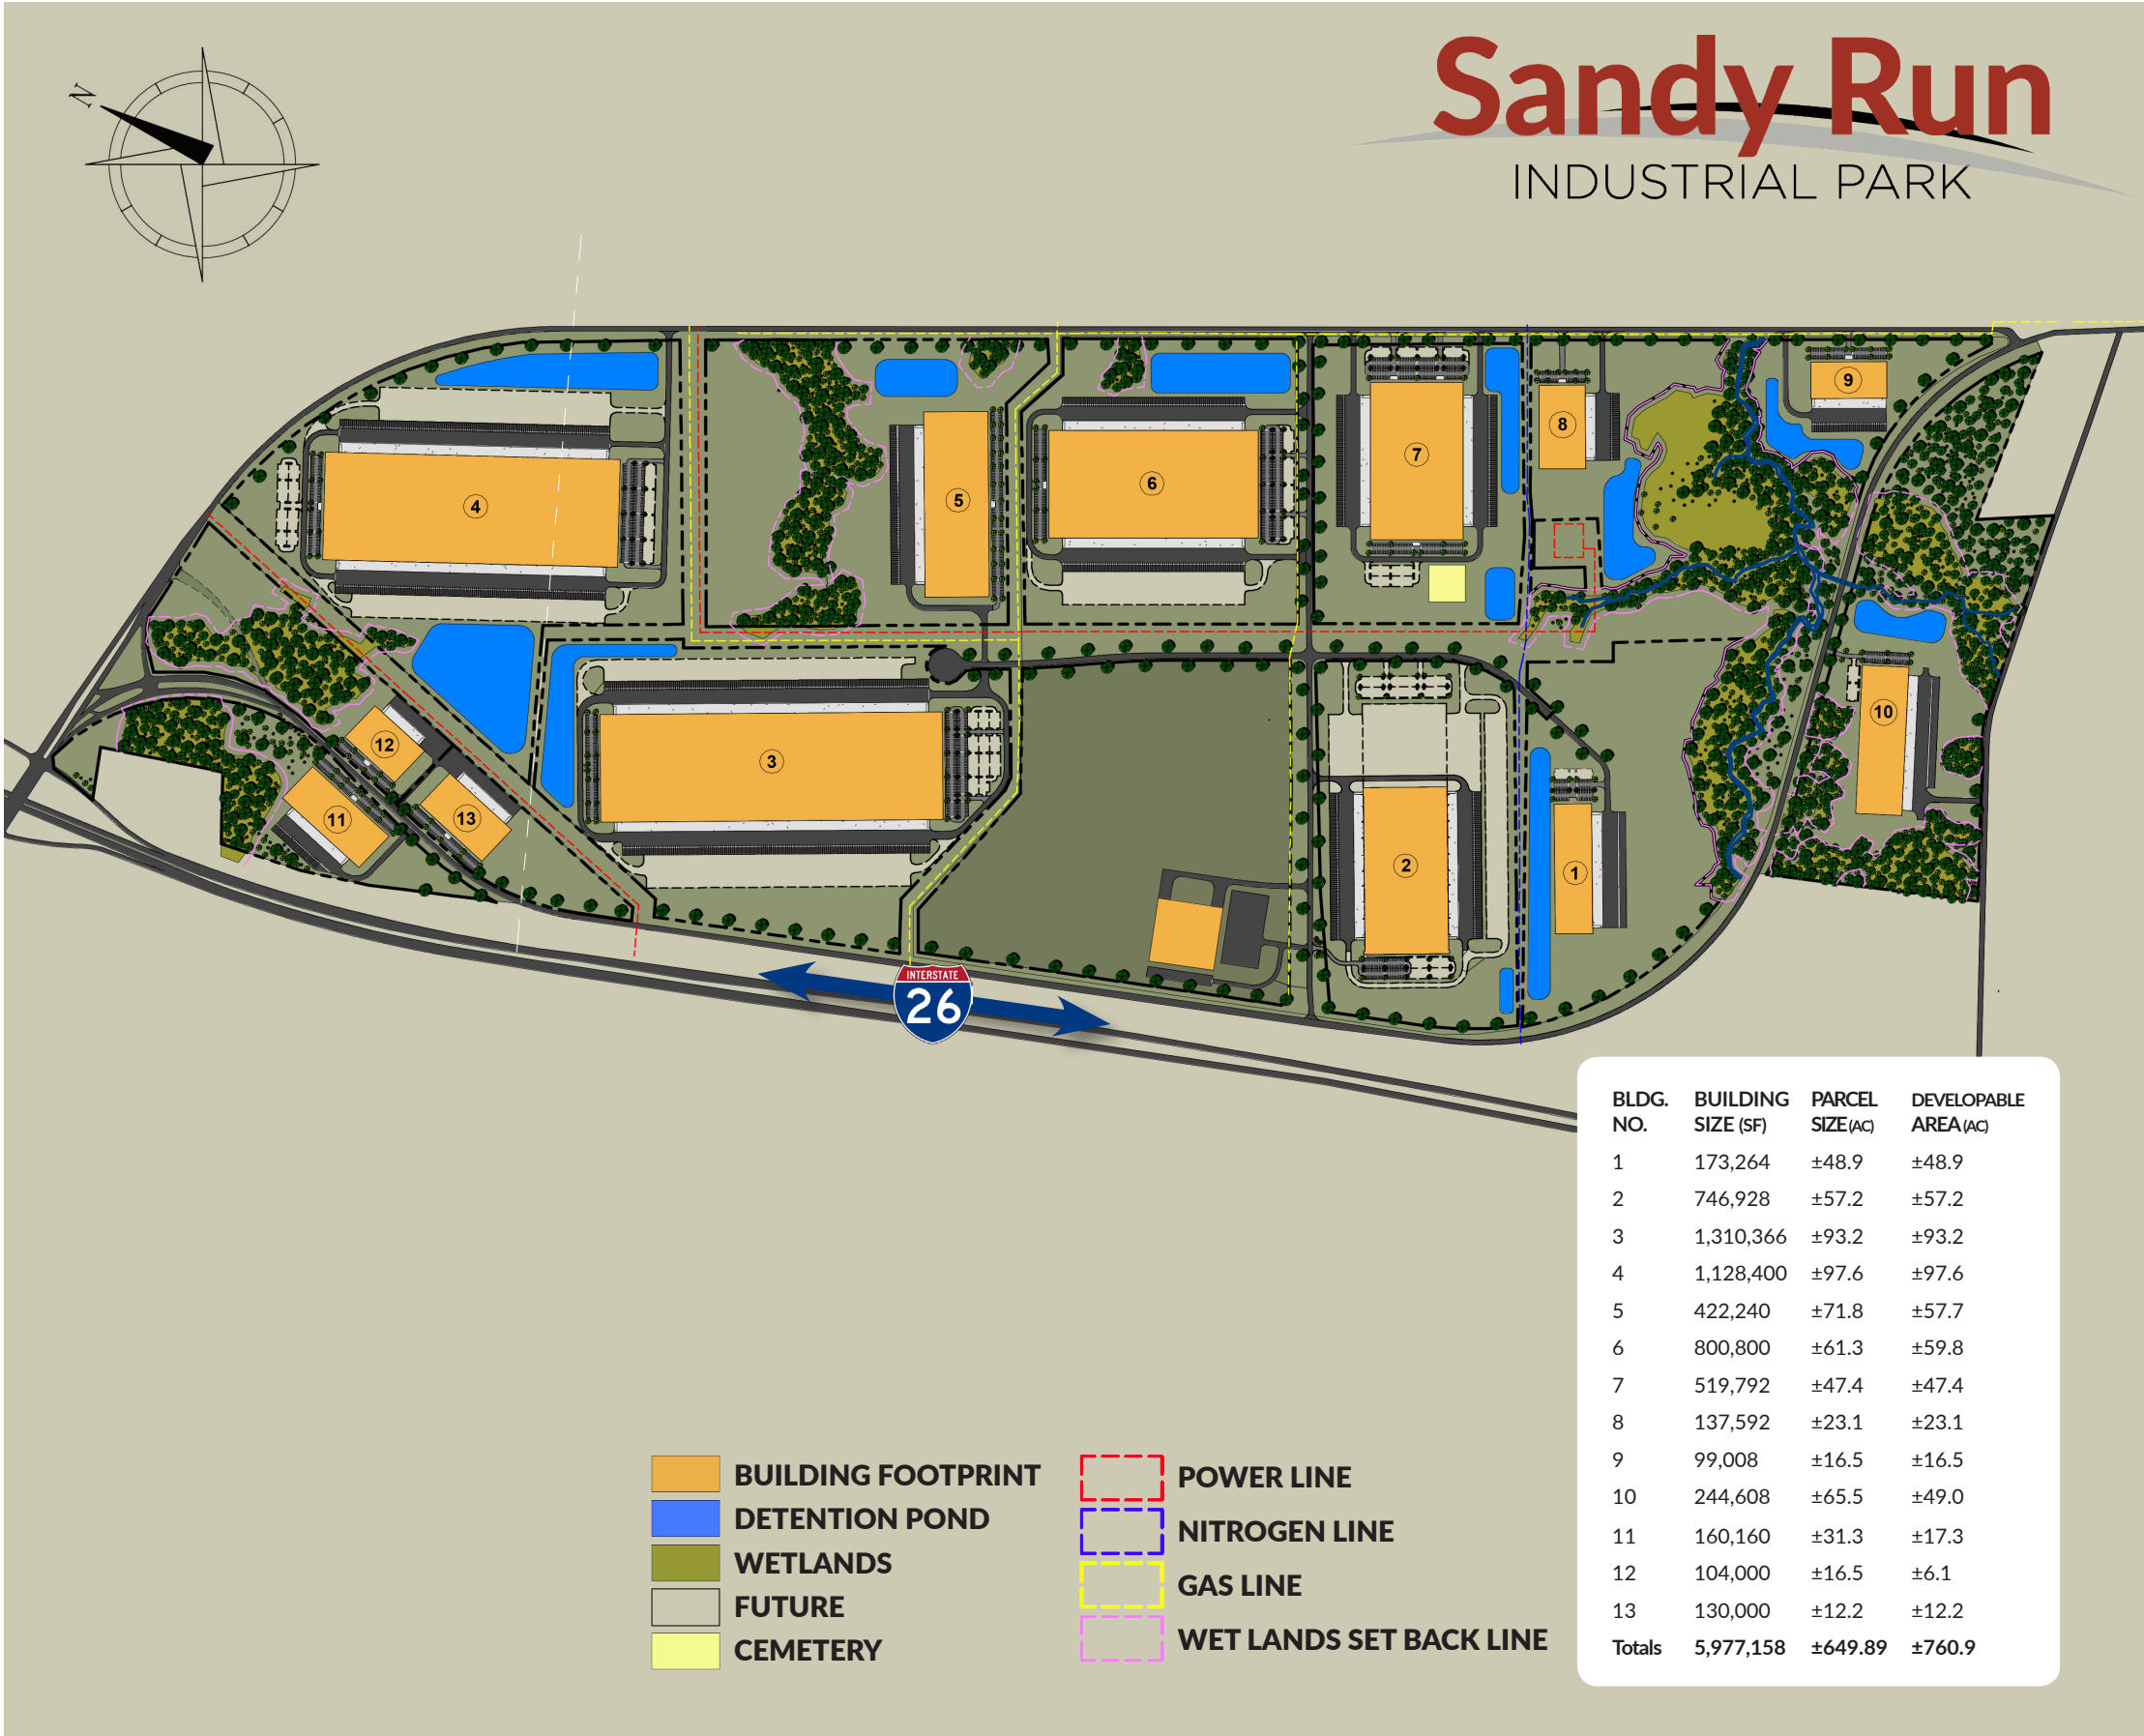 Sandy Run
INDUSTRIAL PARK
N
4
5
6
7
8
9
3
2
1
10
12
11
13
INTERSTATE
26
BLDG. NO. BUILDING SIZE (SF) PARCEL SIZE (AC) DEVELOPABLE AREA (AC)
1 173,264 ±48.9 ±48.9
2 746,928 ±57.2 ±57.2
3 1,310,366 ±93.2 ±93.2
4 1,128,400 ±97.6 ±97.6
5 422,240 ±71.8 ±57.7
6 800,800 ±61.3 ±59.8
7 519,792 ±47.4 ±47.4
8 137,592 ±23.1 ±23.1
9 99,008 ±16.5 ±16.5
10 244,608 ±65.5 ±49.0
11 160,160 ±31.3 ±17.3
12 104,000 ±16.5 ±6.1
13 130,000 ±12.2 ±12.2
Totals 5,977,158 ±649.89 ±760.9
BUILDING FOOTPRINT
DETENTION POND
WETLANDS
FUTURE
CEMETERY
POWER LINE
NITROGEN LINE
GAS LINE
WET LANDS SET BACK LINE